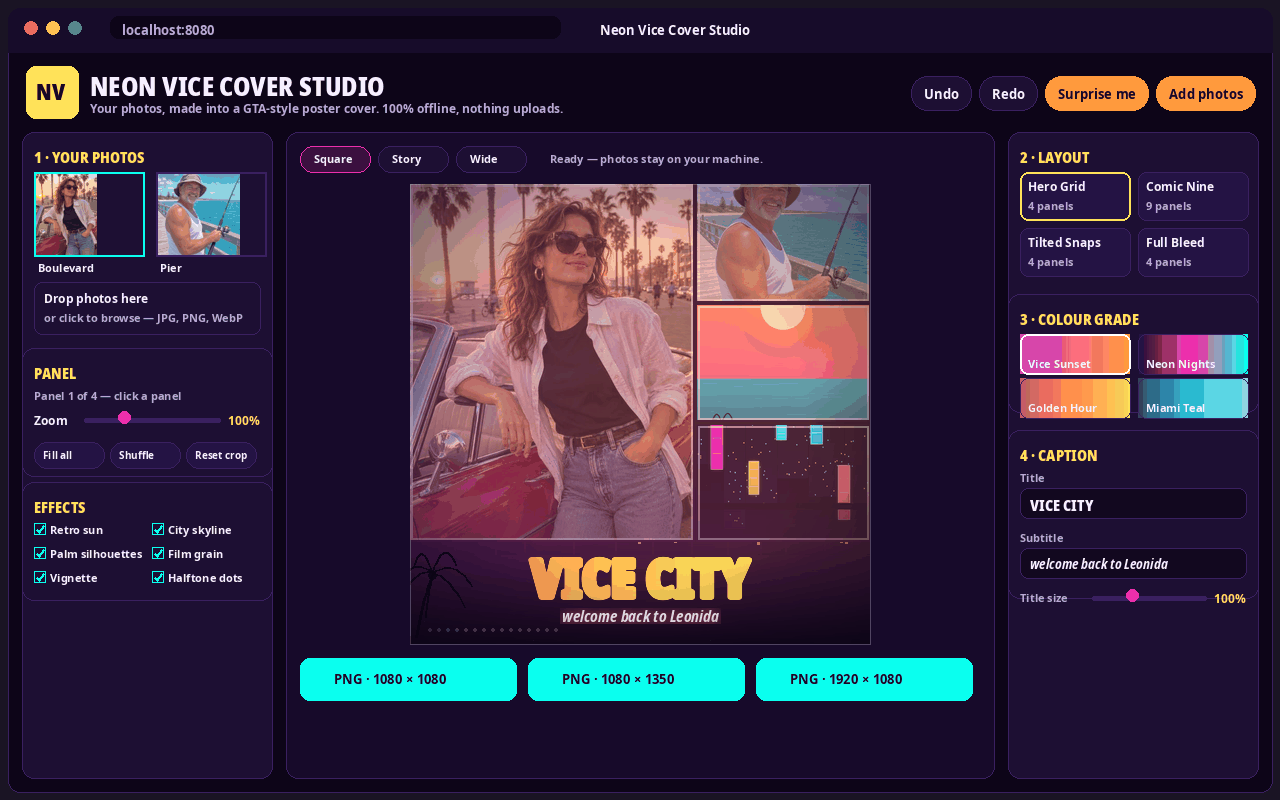 localhost:8080
Neon Vice Cover Studio
NV
NEON VICE COVER STUDIO
Your photos, made into a GTA-style poster cover. 100% offline, nothing uploads.
Undo
Redo
Surprise me
Add photos
1 · YOUR PHOTOS
Boulevard
Pier
Drop photos here
or click to browse — JPG, PNG, WebP
PANEL
Panel 1 of 4 — click a panel
Zoom
100%
Fill all
Shuffle
Reset crop
EFFECTS
Retro sun
City skyline
Palm silhouettes
Film grain
Vignette
Halftone dots
Square
Story
Wide
Ready — photos stay on your machine.
VICE CITY
welcome back to Leonida
PNG · 1080 × 1080
PNG · 1080 × 1350
PNG · 1920 × 1080
2 · LAYOUT
Hero Grid
4 panels
Comic Nine
9 panels
Tilted Snaps
4 panels
Full Bleed
4 panels
3 · COLOUR GRADE
Vice Sunset
Neon Nights
Golden Hour
Miami Teal
4 · CAPTION
Title
VICE CITY
Subtitle
welcome back to Leonida
Title size
100%